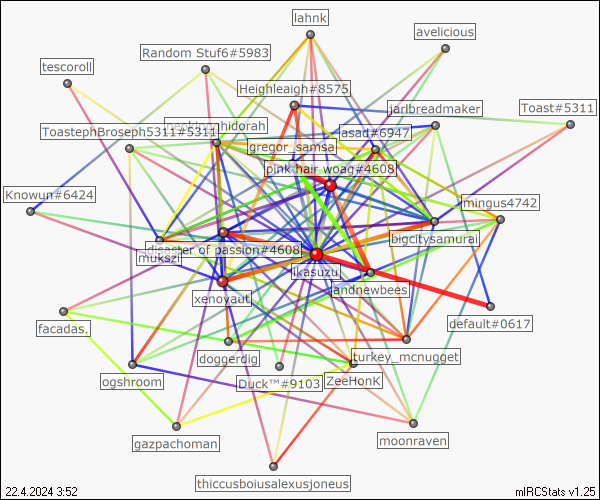 lahnk
avelicious
Random Stuf6#5983
tescoroll
Heighleaigh#8575
jarlbreadmaker
Toast#5311
ToastephBroseph5311#5311
asad#6947
gregor_samsa
pink hair woag#4608
Knowun#6424
mingus4742
bigcitysamurai
disaster of passion#4608
mukszi
ikasuzu
andnewbees
xenoyaut
default#0617
facadas.
doggerdig
turkey_mcnugget
ogshroom
Duck™#9103
ZeeHonK
gazpachoman
moonraven
thiccusboiusalexusjoneus
22.4.2024 3:52
mIRCStats v1.25